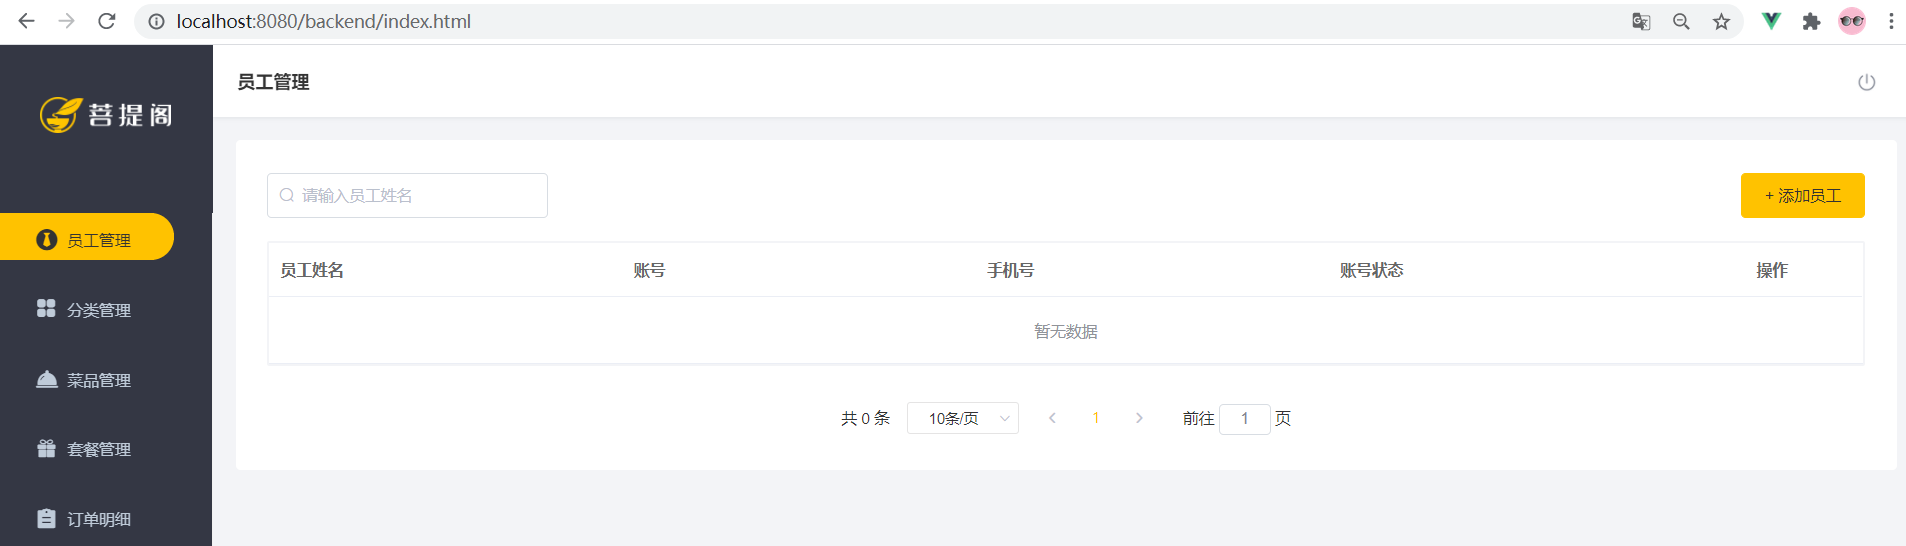 localhost:8080/backend/index.html
菩提阁
员工管理
请输入员工姓名
+ 添加员工
员工管理
分类管理
菜品管理
套餐管理
订单明细
员工姓名 账号 手机号 账号状态 操作
暂无数据
共 0 条 10条/页 1 前往 1 页